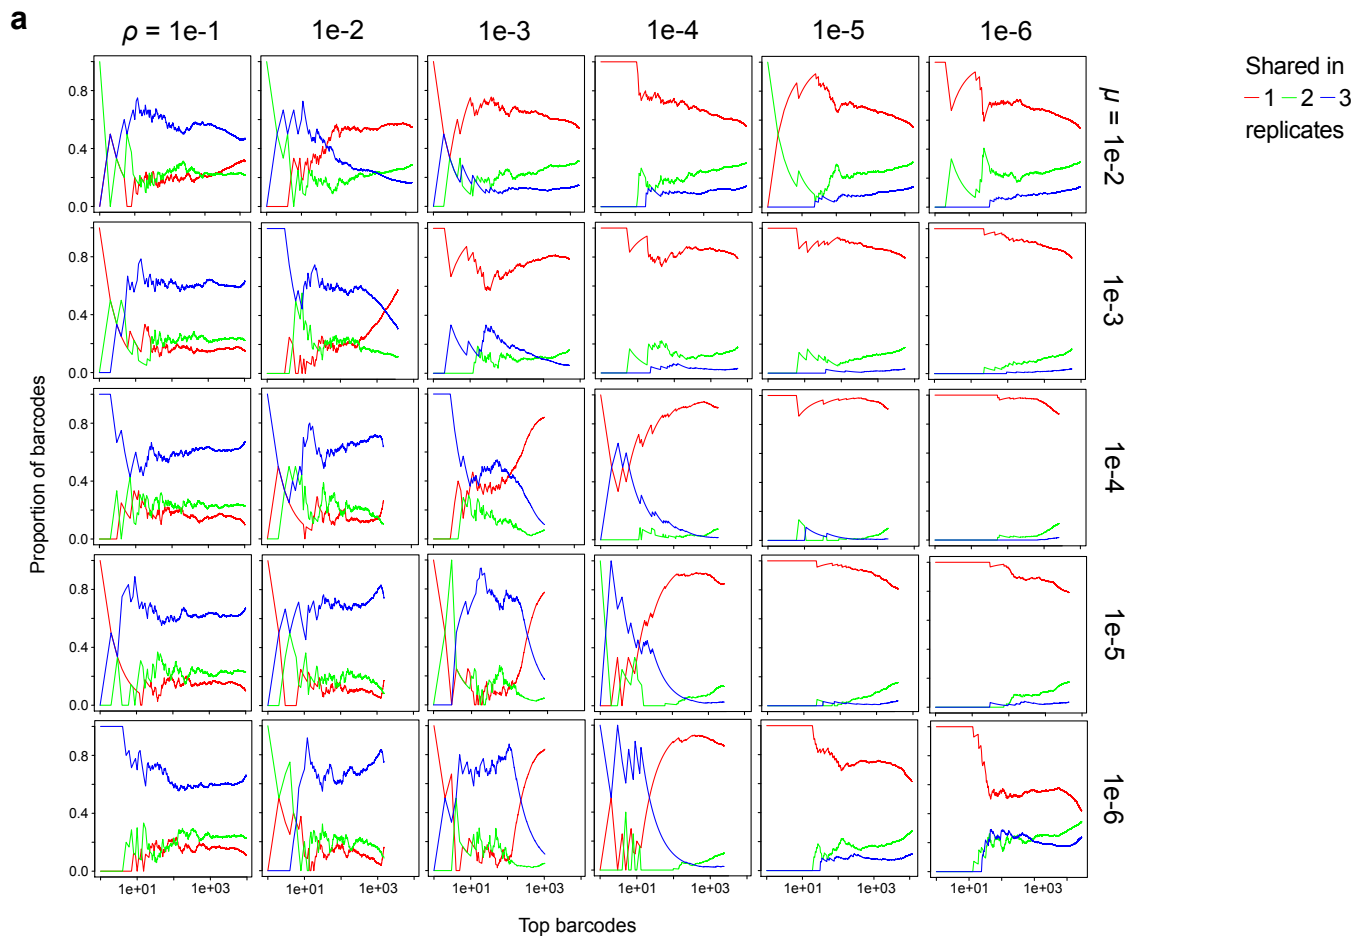 a
ρ = 1e-1
1e-2
1e-3
1e-4
1e-5
1e-6
Shared in
1 2 3
replicates
μ = 1e-2
1e-3
1e-4
1e-5
1e-6
Proportion of barcodes
0.8
0.4
0.0
0.8
0.4
0.0
0.8
0.4
0.0
0.8
0.4
0.0
0.8
0.4
0.0
1e+01 1e+03 1e+01 1e+03 1e+01 1e+03 1e+01 1e+03 1e+01 1e+03 1e+01 1e+03
Top barcodes